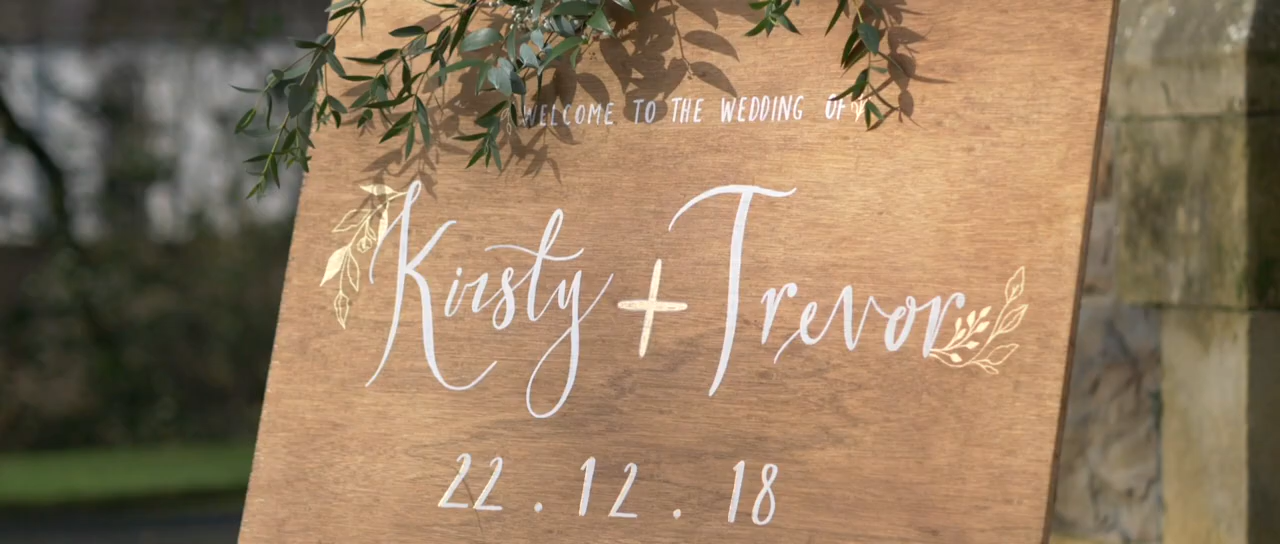 WELCOME TO THE WEDDING OF
Kirsty + Trevor
22.12.18